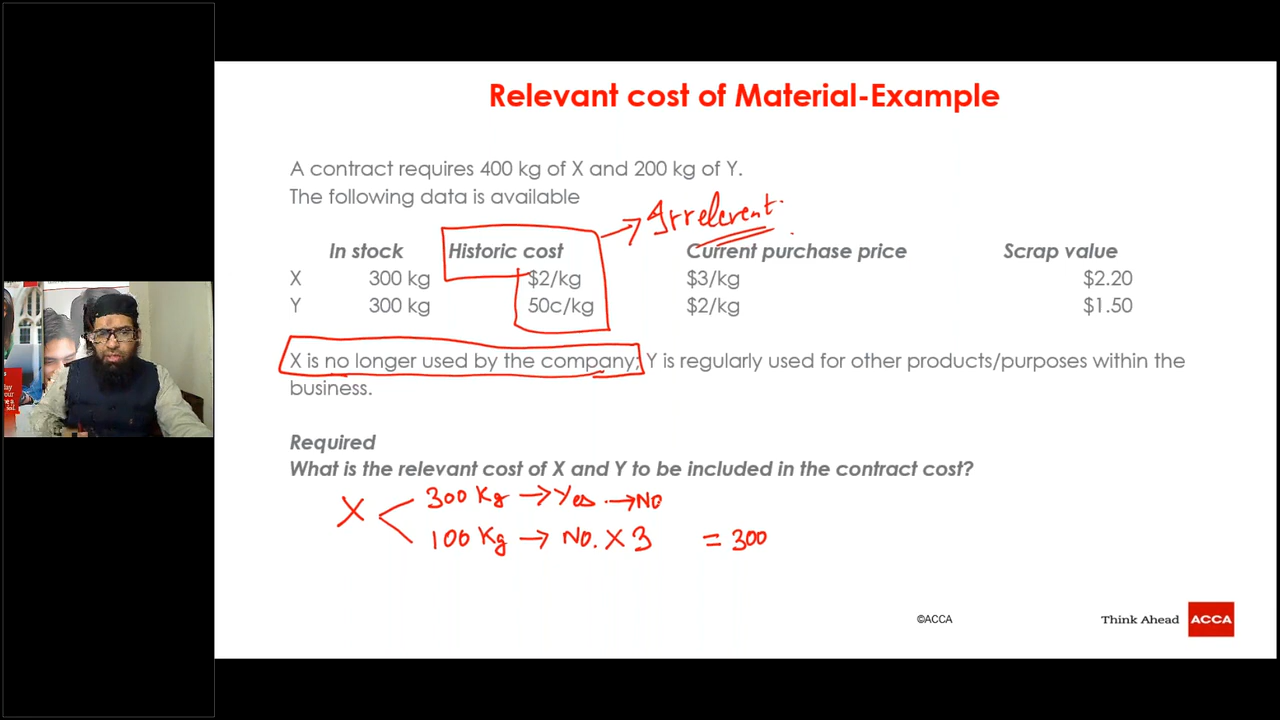 Relevant cost of Material-Example
A contract requires 400 kg of X and 200 kg of Y.
The following data is available
Irrelevent.
In stock Historic cost Current purchase price Scrap value
X 300 kg $2/kg $3/kg $2.20
Y 300 kg 50c/kg $2/kg $1.50
X is no longer used by the company; Y is regularly used for other products/purposes within the
business.
Required
What is the relevant cost of X and Y to be included in the contract cost?
X
300 Kg → Yes → No
100 Kg → No. X 3 = 300
©ACCA
Think Ahead ACCA